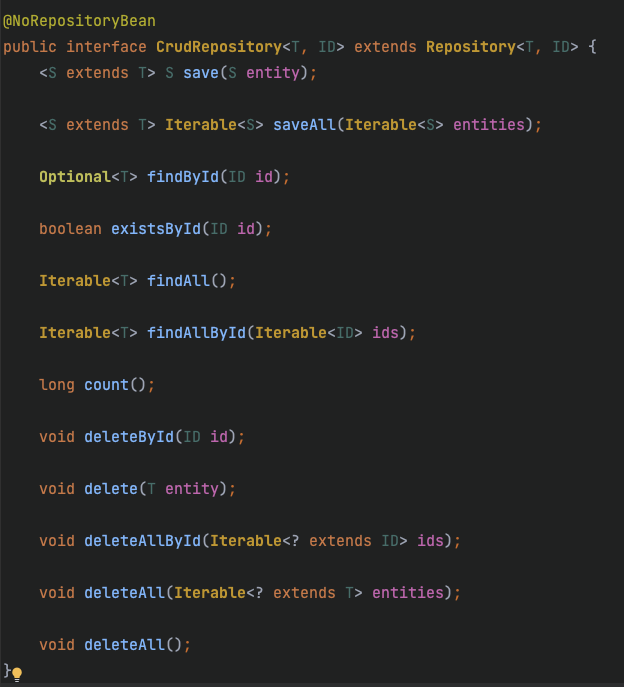 @NoRepositoryBean
public interface CrudRepository<T, ID> extends Repository<T, ID> {
<S extends T> S save(S entity);
<S extends T> Iterable<S> saveAll(Iterable<S> entities);
Optional<T> findById(ID id);
boolean existsById(ID id);
Iterable<T> findAll();
Iterable<T> findAllById(Iterable<ID> ids);
long count();
void deleteById(ID id);
void delete(T entity);
void deleteAllById(Iterable<? extends ID> ids);
void deleteAll(Iterable<? extends T> entities);
void deleteAll();
}